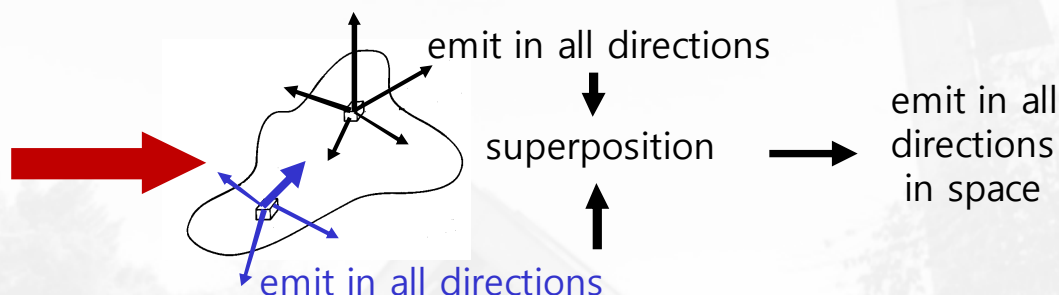 emit in all directions
superposition
emit in all directions
emit in all
directions
in space